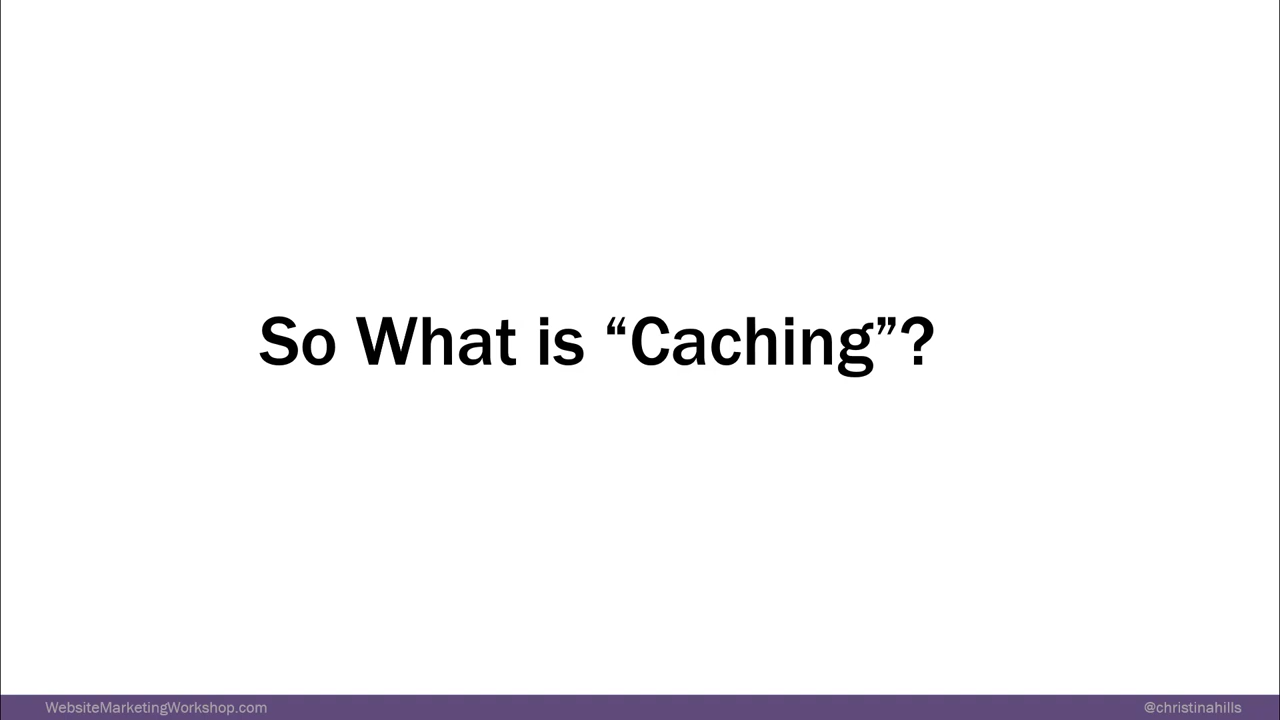 So What is “Caching”?
WebsiteMarketingWorkshop.com
@christinahills